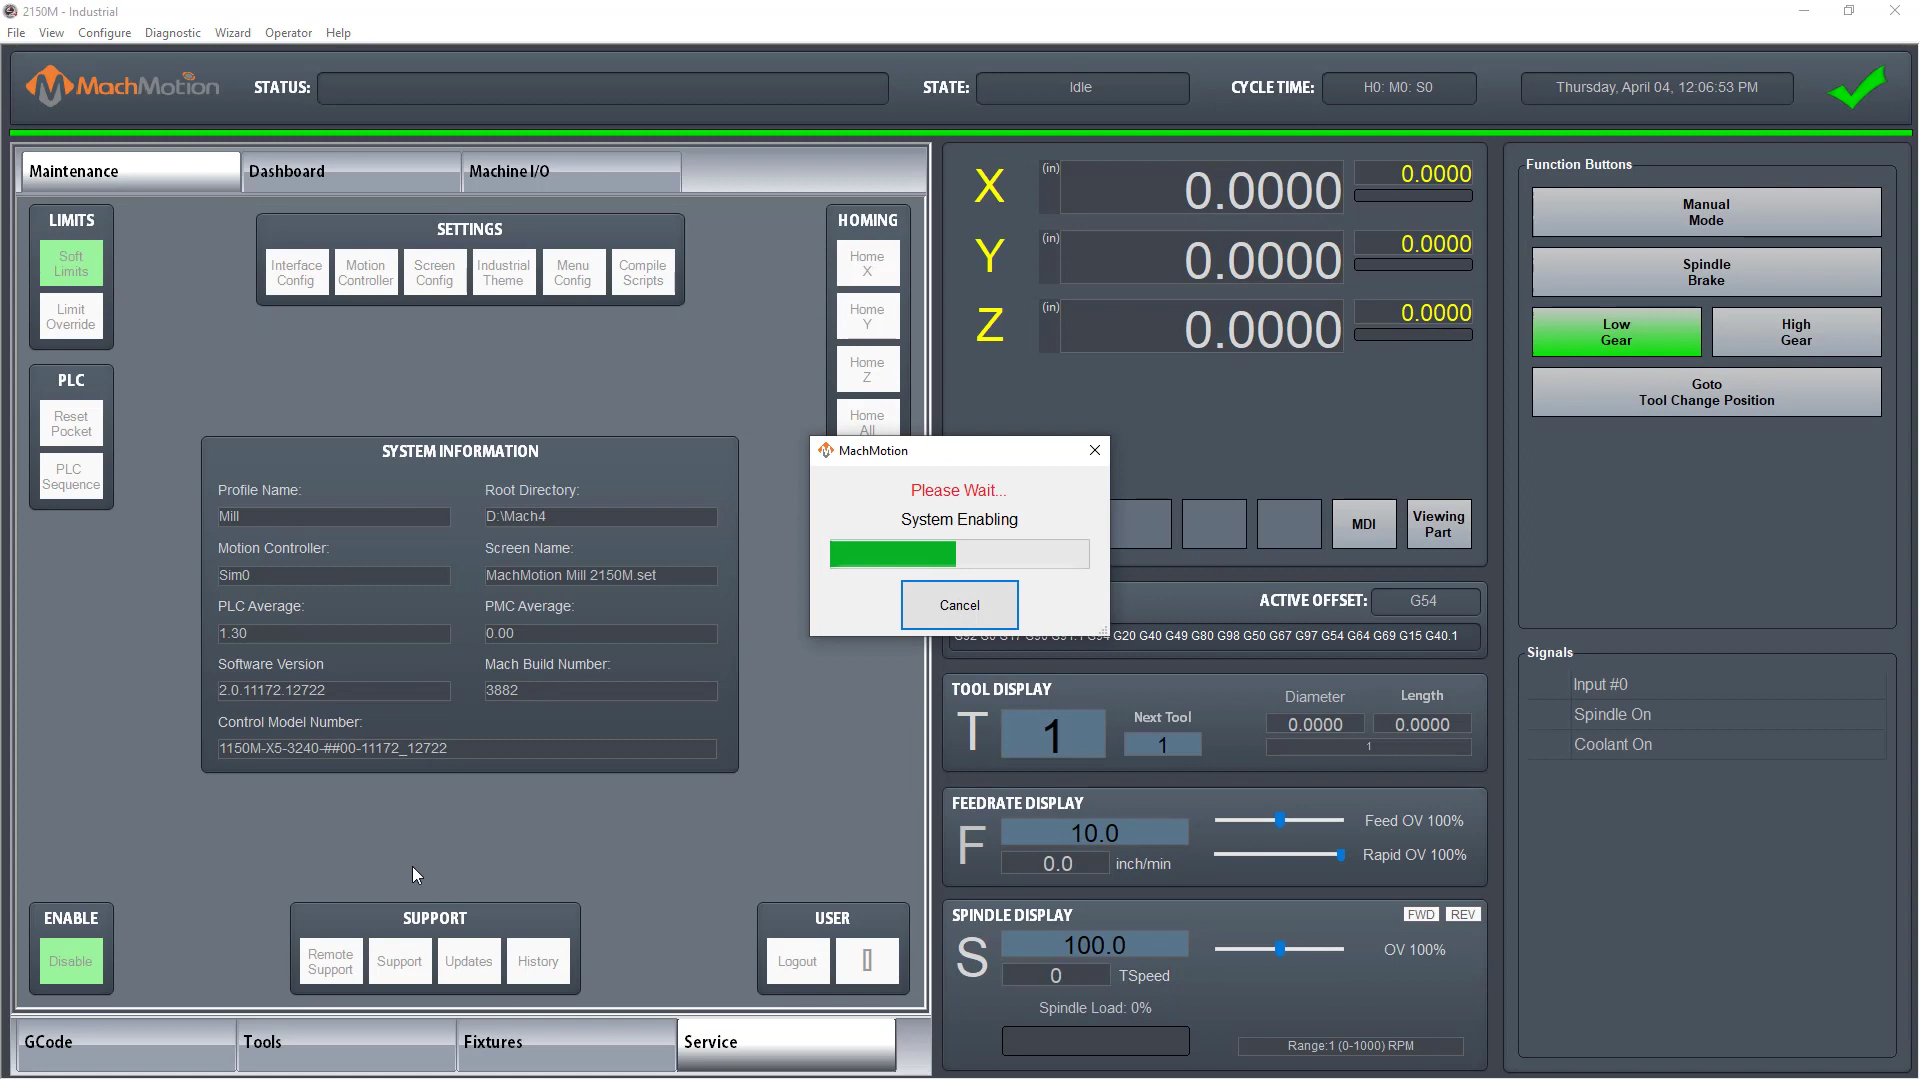 2150M - Industrial
File View Configure Diagnostic Wizard Operator Help
MachMotion
STATUS:
STATE: Idle
CYCLE TIME: H0: M0: S0
Thursday, April 04, 12:06:53 PM
Maintenance
Dashboard
Machine I/O
LIMITS
Soft
Limits
Limit
Override
PLC
Reset
Pocket
PLC
Sequence
SETTINGS
Interface
Config
Motion
Controller
Screen
Config
Industrial
Theme
Menu
Config
Compile
Scripts
HOMING
Home
X
Home
Y
Home
Z
Home
All
SYSTEM INFORMATION
Profile Name:
Mill
Root Directory:
D:\Mach4
Motion Controller:
Sim0
Screen Name:
MachMotion Mill 2150M.set
PLC Average:
1.30
PMC Average:
0.00
Software Version
2.0.11172.12722
Mach Build Number:
3882
Control Model Number:
1150M-X5-3240-##00-11172_12722
ENABLE
Disable
SUPPORT
Remote
Support
Support
Updates
History
USER
Logout
GCode
Tools
Fixtures
Service
MachMotion
Please Wait...
System Enabling
Cancel
X (in) 0.0000 0.0000
Y (in) 0.0000 0.0000
Z (in) 0.0000 0.0000
MDI
Viewing
Part
ACTIVE OFFSET: G54
G20 G40 G49 G80 G98 G50 G67 G97 G54 G64 G69 G15 G40.1
TOOL DISPLAY
T 1
Next Tool
1
Diameter
0.0000
Length
0.0000
1
FEEDRATE DISPLAY
F 10.0
0.0 inch/min
Feed OV 100%
Rapid OV 100%
SPINDLE DISPLAY
FWD REV
S 100.0
OV 100%
0 TSpeed
Spindle Load: 0%
Range:1 (0-1000) RPM
Function Buttons
Manual
Mode
Spindle
Brake
Low
Gear
High
Gear
Goto
Tool Change Position
Signals
Input #0
Spindle On
Coolant On